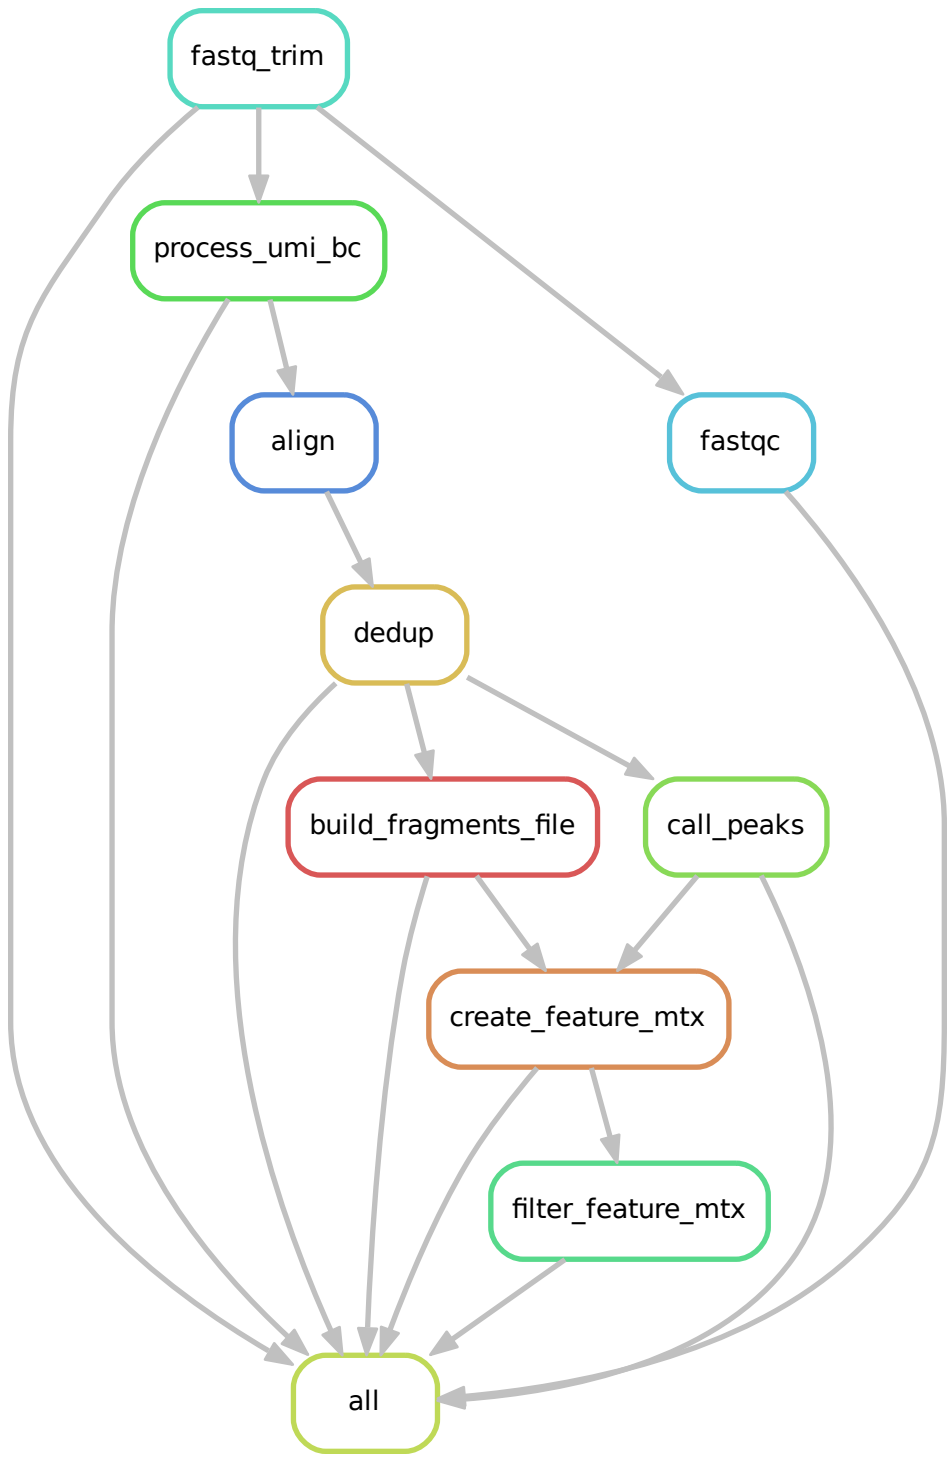 fastq_trim
process_umi_bc
align
fastqc
dedup
build_fragments_file
call_peaks
create_feature_mtx
filter_feature_mtx
all